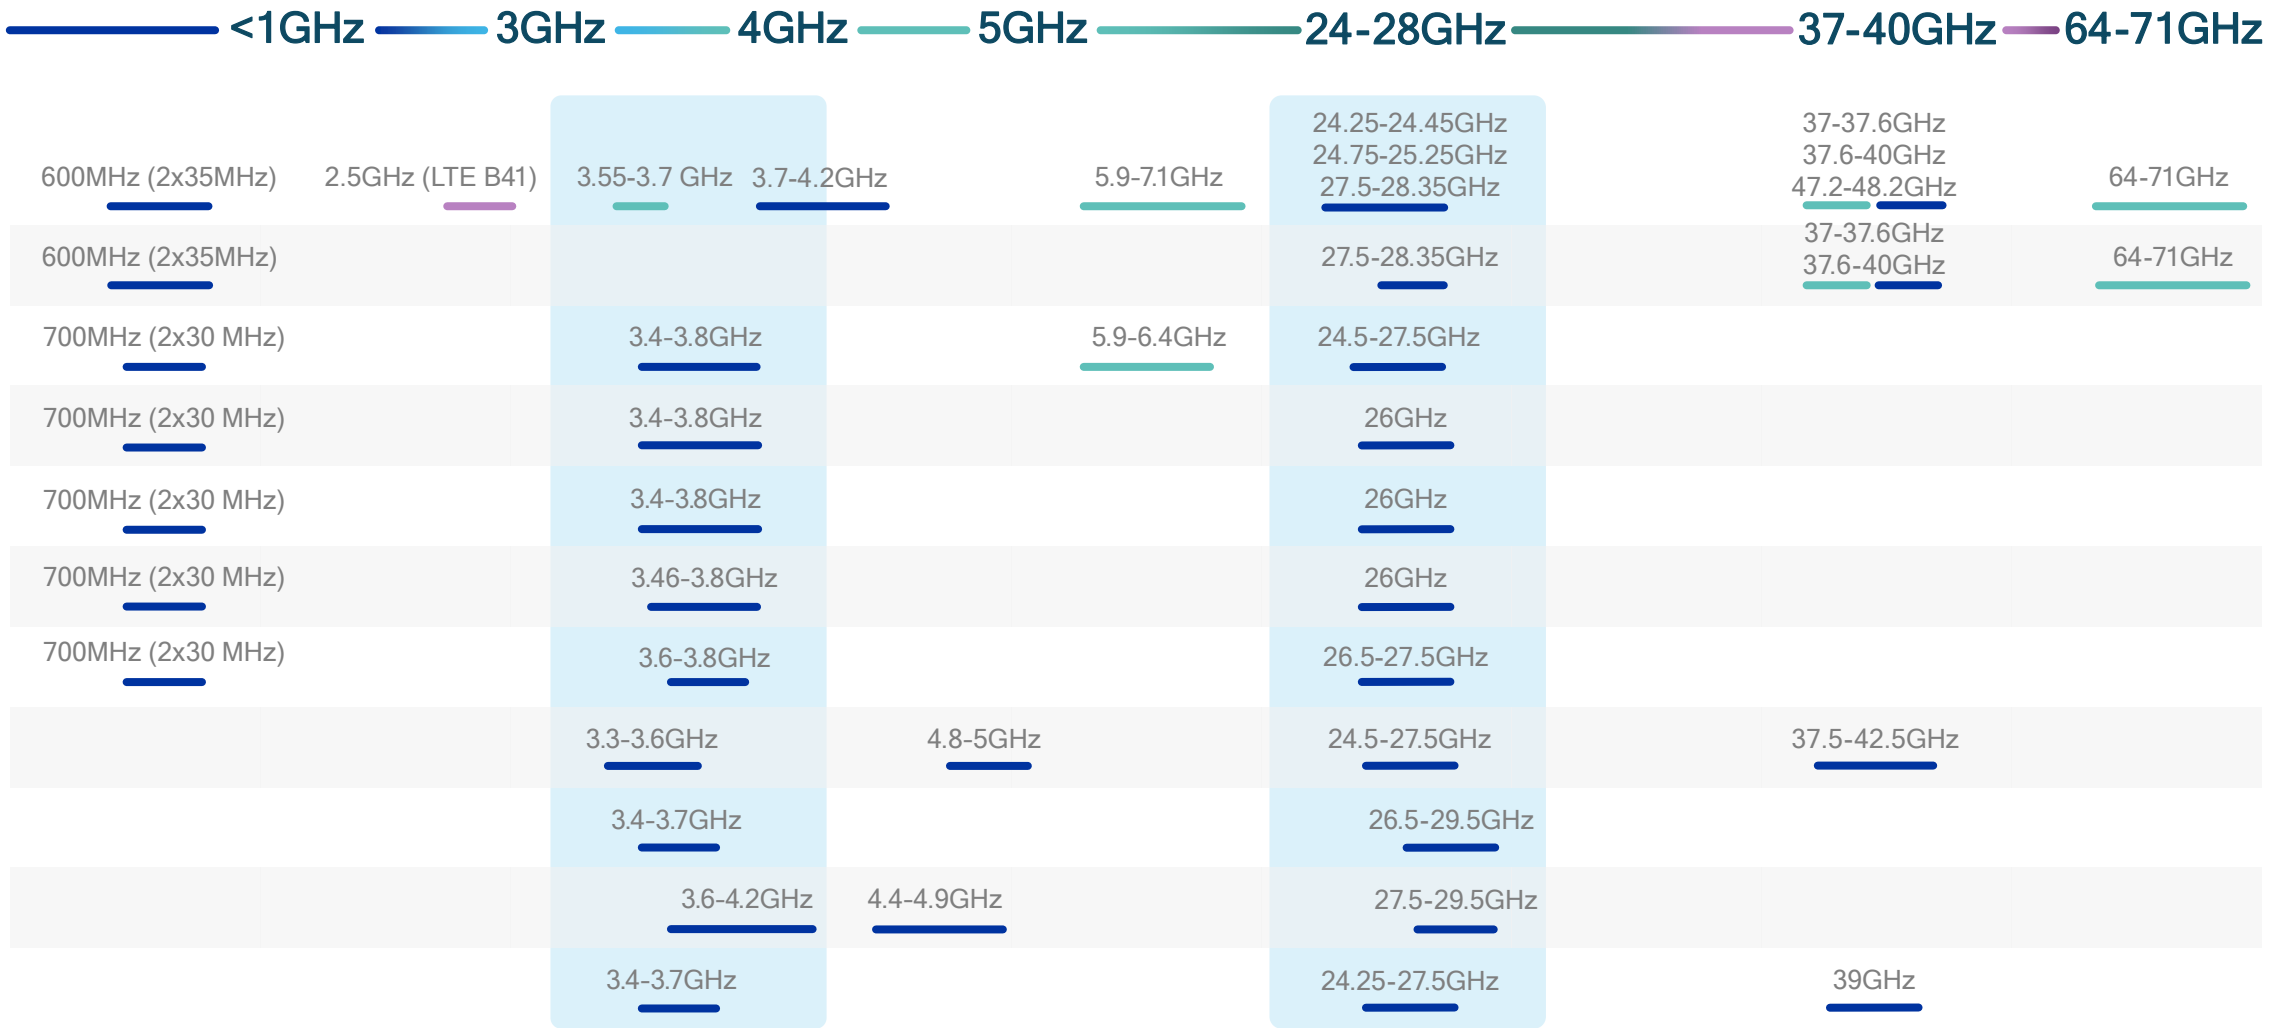 <1GHz 3GHz 4GHz 5GHz 24-28GHz 37-40GHz 64-71GHz
600MHz (2x35MHz) 2.5GHz (LTE B41) 3.55-3.7 GHz 3.7-4.2GHz 5.9-7.1GHz
24.25-24.45GHz
24.75-25.25GHz
27.5-28.35GHz
37-37.6GHz
37.6-40GHz
47.2-48.2GHz
64-71GHz
600MHz (2x35MHz) 27.5-28.35GHz
37-37.6GHz
37.6-40GHz
64-71GHz
700MHz (2x30 MHz) 3.4-3.8GHz 5.9-6.4GHz 24.5-27.5GHz
700MHz (2x30 MHz) 3.4-3.8GHz 26GHz
700MHz (2x30 MHz) 3.4-3.8GHz 26GHz
700MHz (2x30 MHz) 3.46-3.8GHz 26GHz
700MHz (2x30 MHz) 3.6-3.8GHz 26.5-27.5GHz
3.3-3.6GHz 4.8-5GHz 24.5-27.5GHz 37.5-42.5GHz
3.4-3.7GHz 26.5-29.5GHz
3.6-4.2GHz 4.4-4.9GHz 27.5-29.5GHz
3.4-3.7GHz 24.25-27.5GHz 39GHz